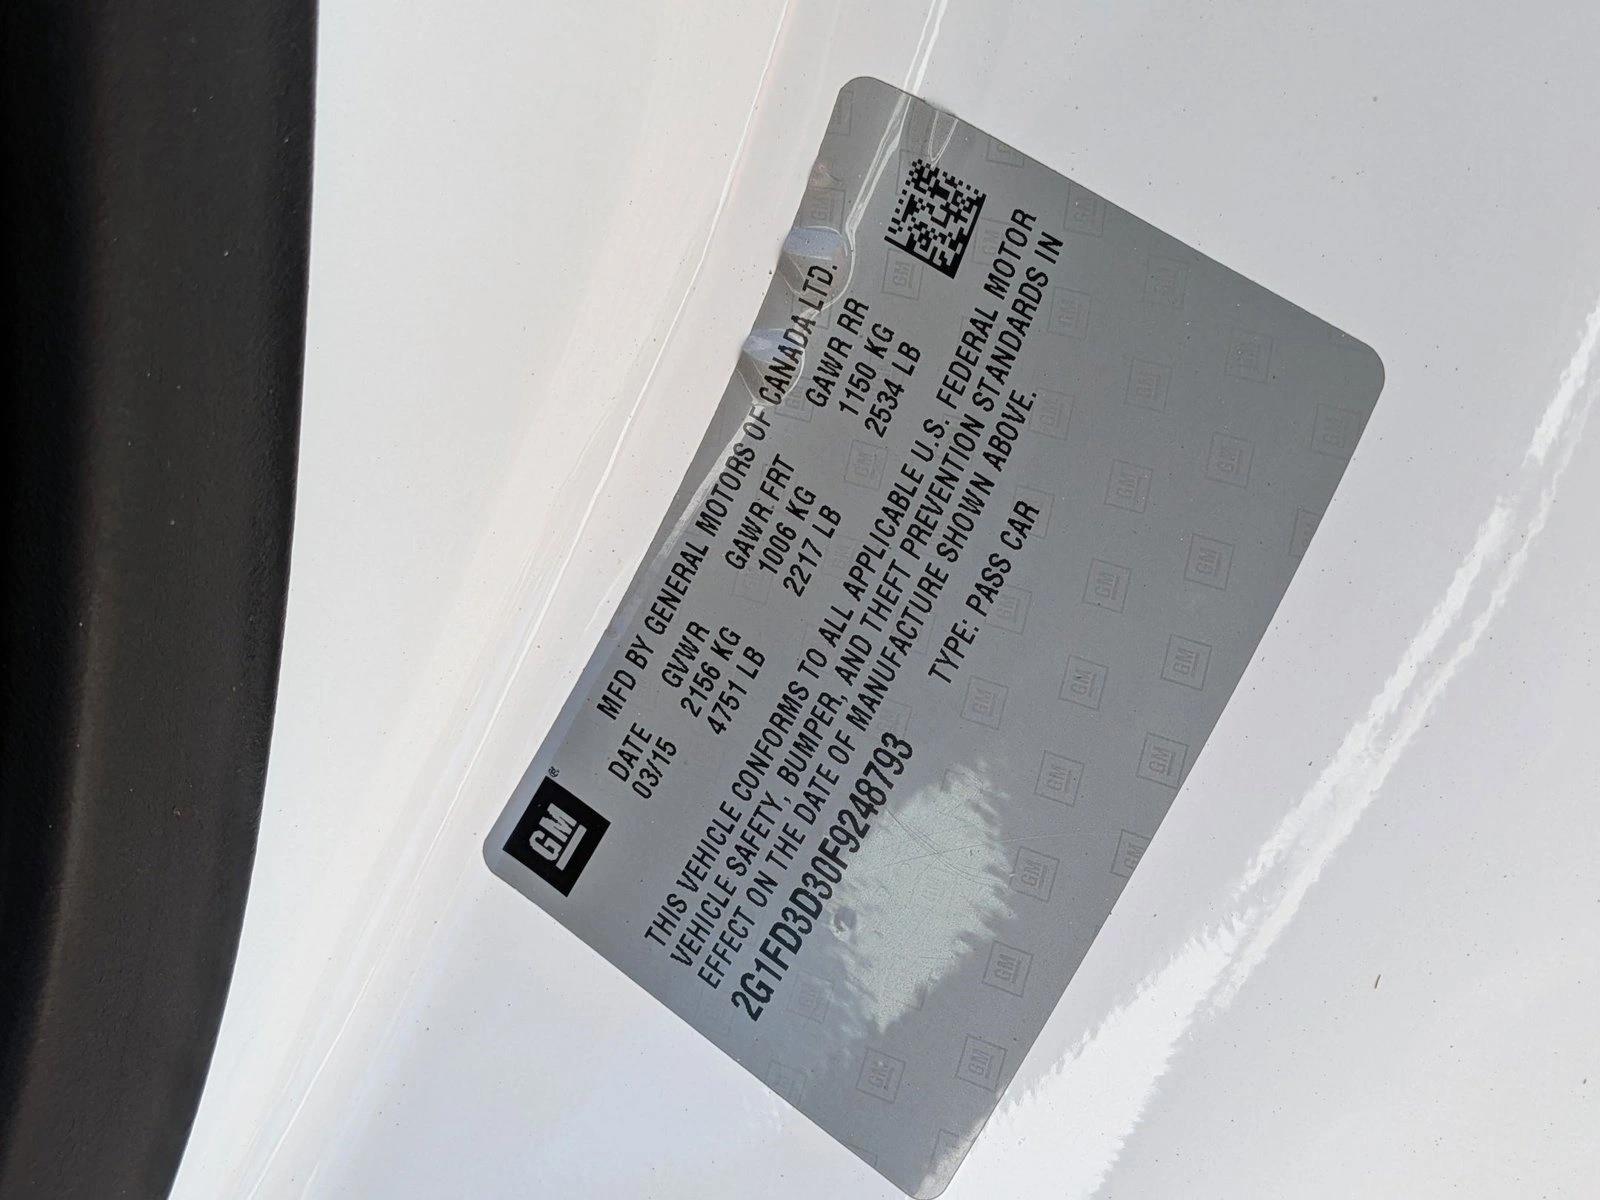 GM®
MFD BY GENERAL MOTORS OF CANADA LTD.
DATE GVWR GAWR FRT GAWR RR
03/15 2156 KG 1006 KG 1150 KG
4751 LB 2217 LB 2534 LB
THIS VEHICLE CONFORMS TO ALL APPLICABLE U.S. FEDERAL MOTOR
VEHICLE SAFETY, BUMPER, AND THEFT PREVENTION STANDARDS IN
EFFECT ON THE DATE OF MANUFACTURE SHOWN ABOVE.
2G1FD3D30F9248793 TYPE: PASS CAR